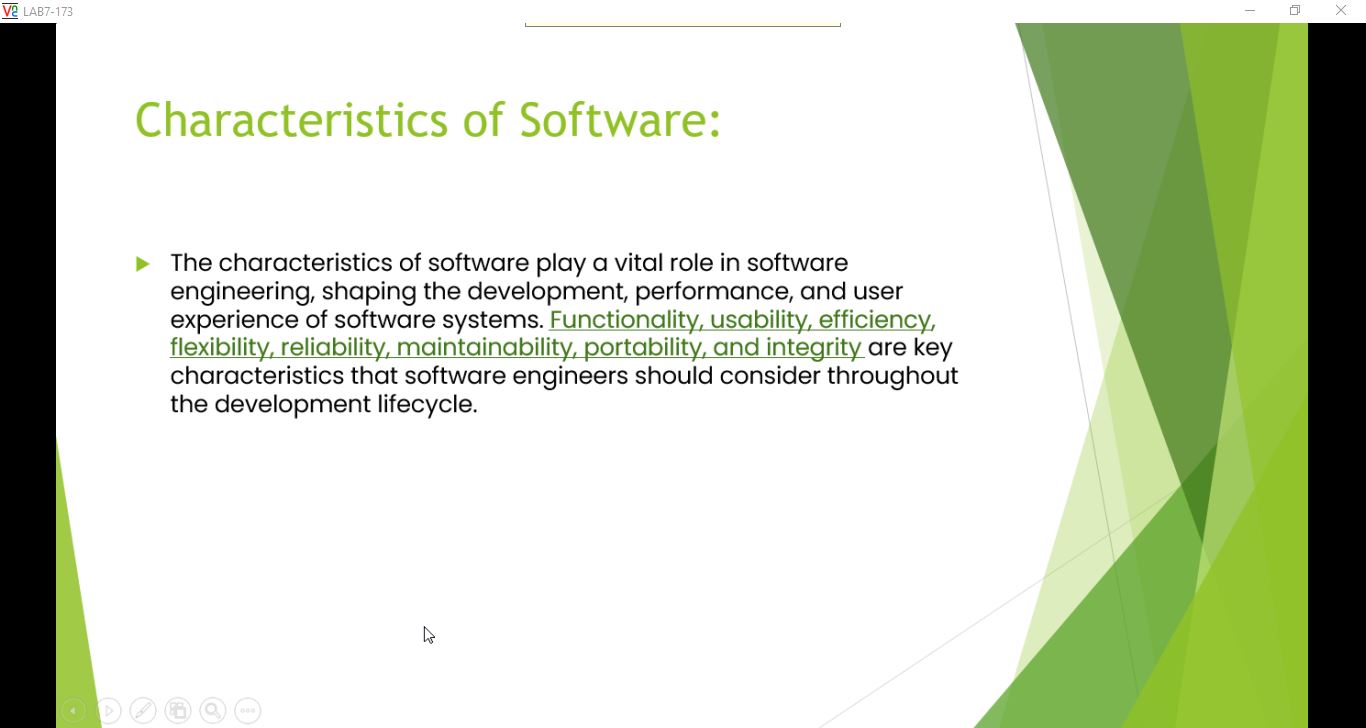 LAB7-173
Characteristics of Software:
The characteristics of software play a vital role in software
engineering, shaping the development, performance, and user
experience of software systems. Functionality, usability, efficiency,
flexibility, reliability, maintainability, portability, and integrity are key
characteristics that software engineers should consider throughout
the development lifecycle.